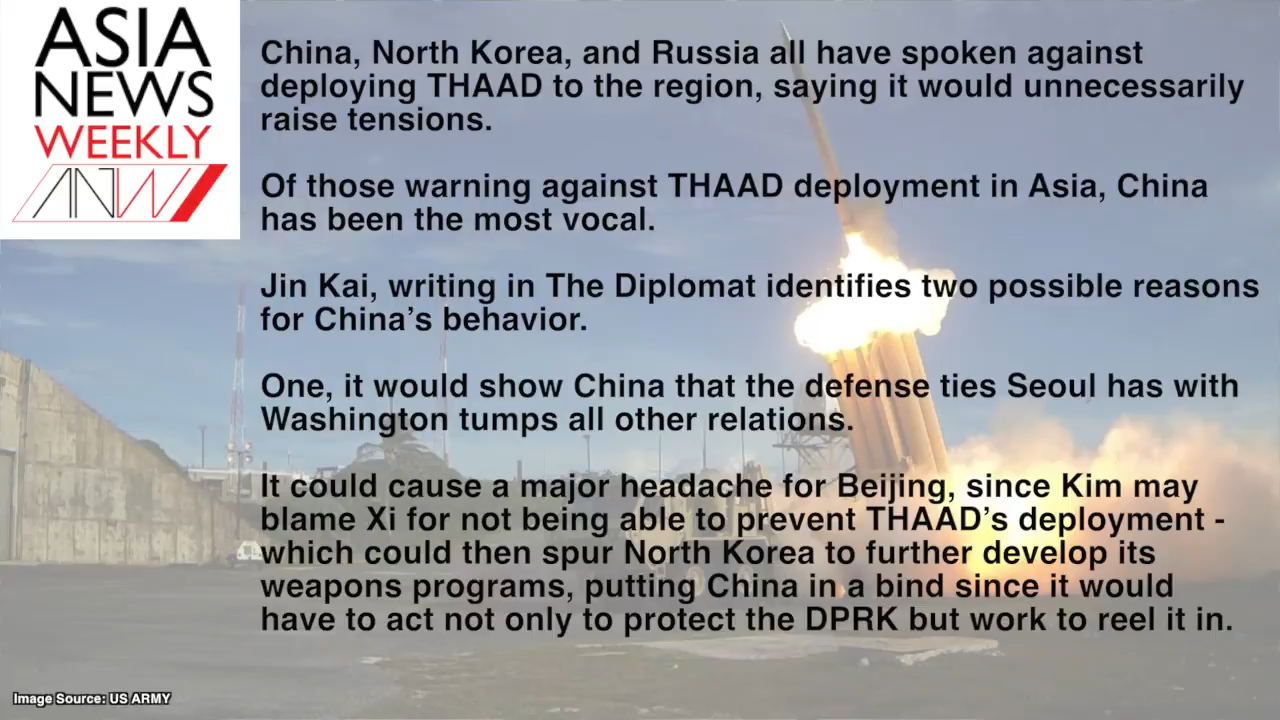 ASIA
NEWS
WEEKLY
ANW
China, North Korea, and Russia all have spoken against
deploying THAAD to the region, saying it would unnecessarily
raise tensions.
Of those warning against THAAD deployment in Asia, China
has been the most vocal.
Jin Kai, writing in The Diplomat identifies two possible reasons
for China’s behavior.
One, it would show China that the defense ties Seoul has with
Washington tumps all other relations.
It could cause a major headache for Beijing, since Kim may
blame Xi for not being able to prevent THAAD’s deployment -
which could then spur North Korea to further develop its
weapons programs, putting China in a bind since it would
have to act not only to protect the DPRK but work to reel it in.
Image Source: US ARMY